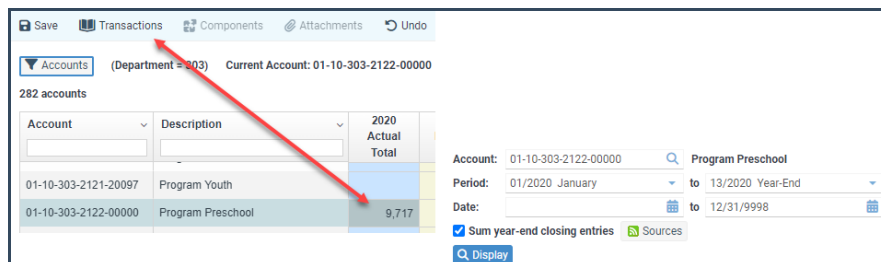 Save Transactions Components Attachments Undo
Accounts (Department = 303) Current Account: 01-10-303-2122-00000
282 accounts
Account Description 2020 Actual Total
01-10-303-2121-20097 Program Youth
01-10-303-2122-00000 Program Preschool 9,717
Account: 01-10-303-2122-00000 Program Preschool
Period: 01/2020 January to 13/2020 Year-End
Date: to 12/31/9998
Sum year-end closing entries Sources
Display